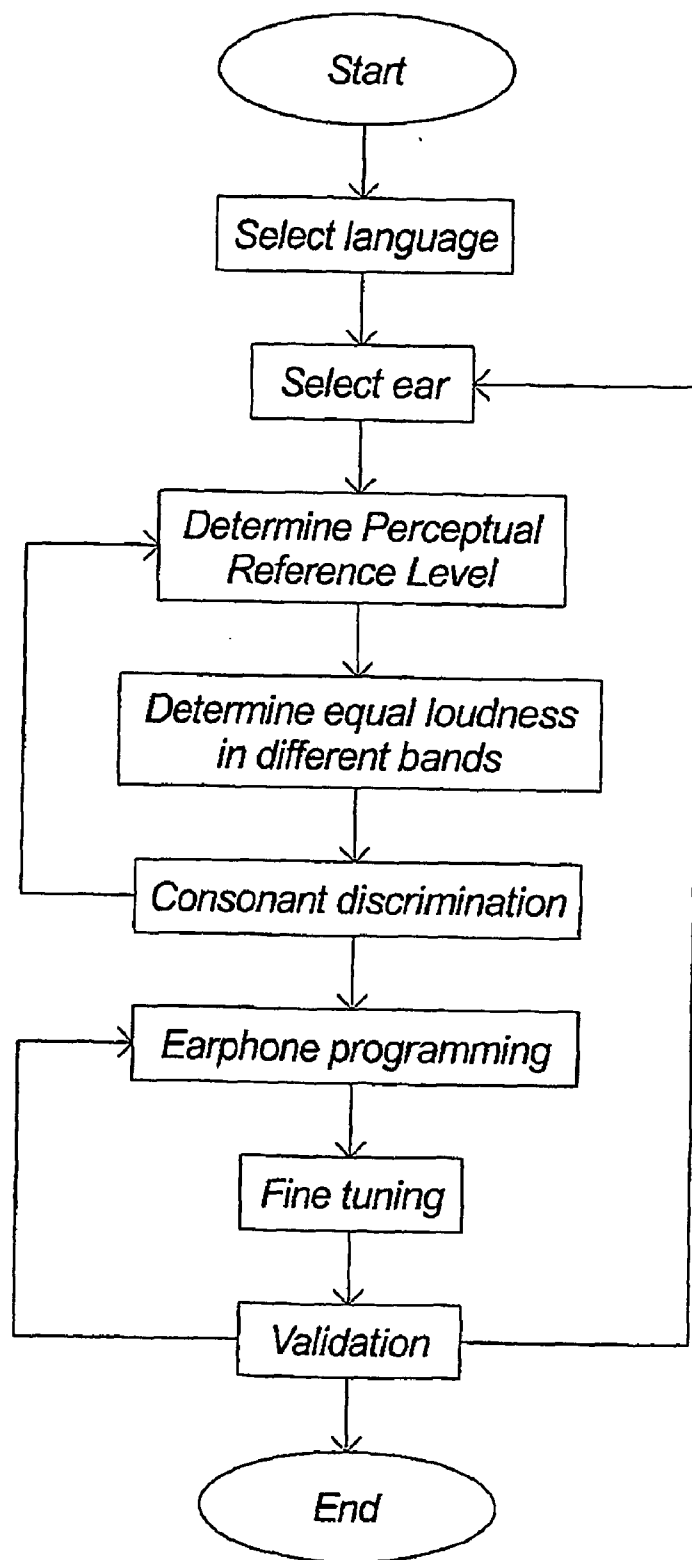 Start
Select language
Select ear
Determine Perceptual
Reference Level
Determine equal loudness
in different bands
Consonant discrimination
Earphone programming
Fine tuning
Validation
End